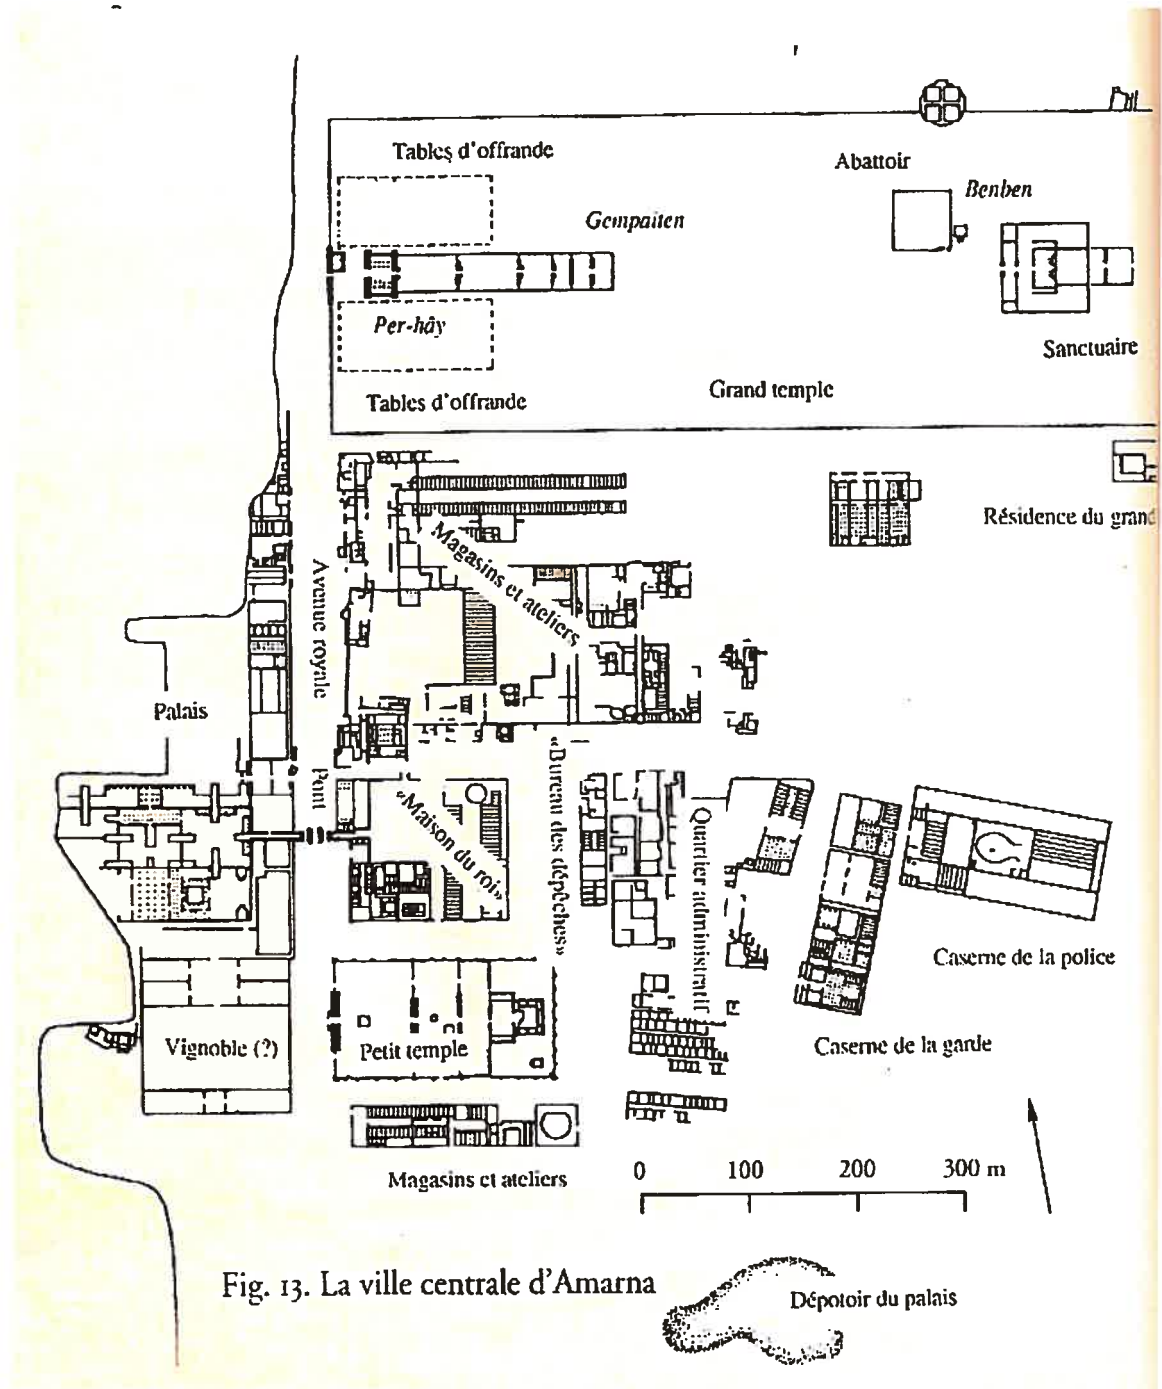 Tables d'offrande
Abattoir
Benben
Gempaiten
Per-hây
Sanctuaire
Tables d'offrande
Grand temple
Résidence du grand
Magasins et ateliers
Avenue royale
Palais
Pont
«Maison du roi»
«Bureau des dépêches»
Quartier administratif
Caserne de la police
Caserne de la garde
Vignoble (?)
Petit temple
Magasins et ateliers
0 100 200 300 m
Fig. 13. La ville centrale d'Amarna
Dépotoir du palais